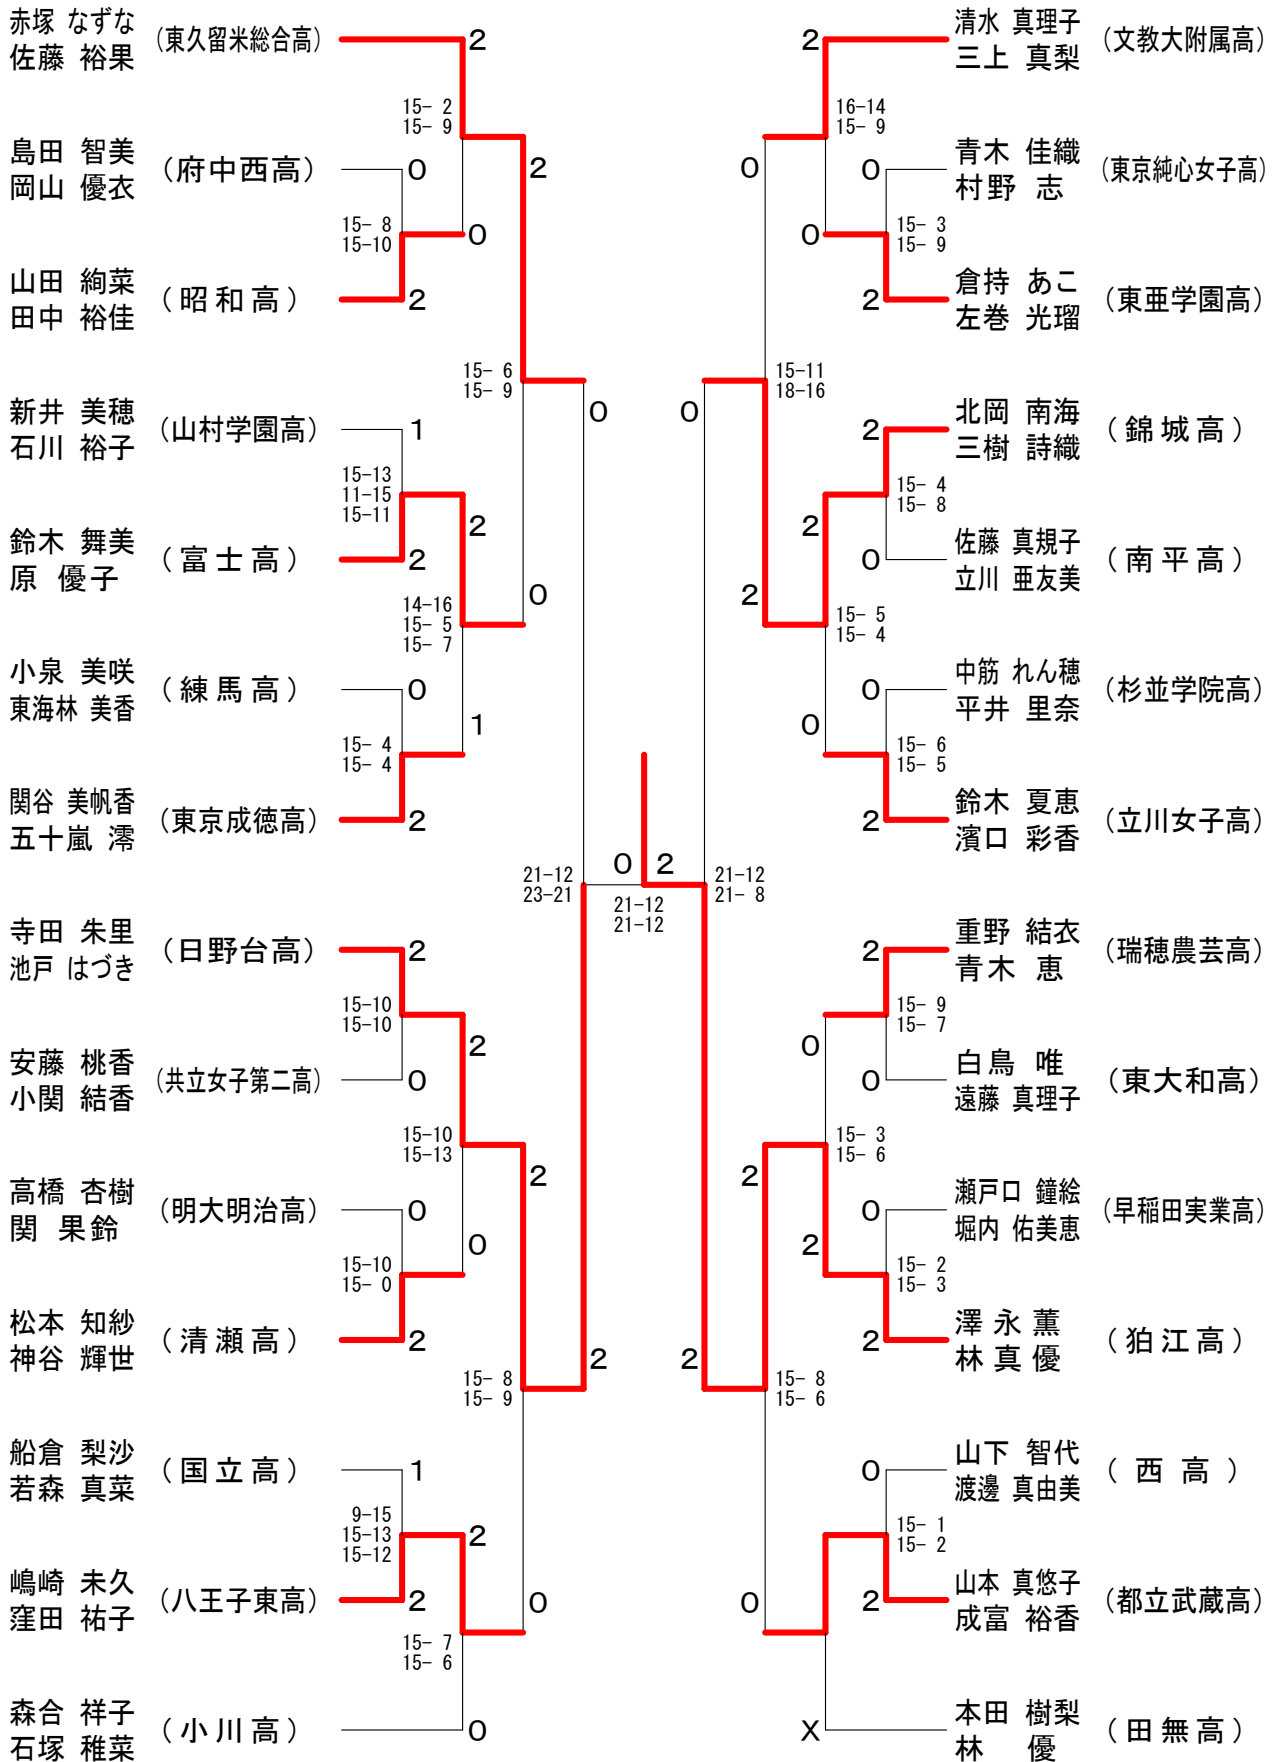 赤塚 なずな
佐藤 裕果
(東久留米総合高)
2
15- 2
15- 9
島田 智美
岡山 優衣
(府中西高)
0
2
15- 8
15-10
0
山田 絢菜
田中 裕佳
(昭和高)
2
15- 6
15- 9
0
新井 美穂
石川 裕子
(山村学園高)
1
15-13
11-15
15-11
2
鈴木 舞美
原 優子
(富士高)
2
0
14-16
15- 5
15- 7
小泉 美咲
東海林 美香
(練馬高)
0
1
15- 4
15- 4
関谷 美帆香
五十嵐 澪
(東京成徳高)
2
21-12
23-21
0
2
21-12
21-12
寺田 朱里
池戸 はづき
(日野台高)
2
15-10
15-10
2
安藤 桃香
小関 結香
(共立女子第二高)
0
15-10
15-13
2
高橋 杏樹
関 果鈴
(明大明治高)
0
0
15-10
15- 0
松本 知紗
神谷 輝世
(清瀬高)
2
2
15- 8
15- 9
船倉 梨沙
若森 真菜
(国立高)
1
9-15
15-13
15-12
2
嶋崎 未久
窪田 祐子
(八王子東高)
2
0
15- 7
15- 6
森合 祥子
石塚 稚菜
(小川高)
0
2
清水 真理子
三上 真梨
(文教大附属高)
16-14
15- 9
0
0
青木 佳織
村野 志
(東京純心女子高)
15- 3
15- 9
0
2
倉持 あこ
左巻 光瑠
(東亜学園高)
15-11
18-16
0
2
北岡 南海
三樹 詩織
(錦城高)
15- 4
15- 8
2
0
佐藤 真規子
立川 亜友美
(南平高)
2
15- 5
15- 4
0
中筋 れん穂
平井 里奈
(杉並学院高)
0
15- 6
15- 5
2
鈴木 夏恵
濱口 彩香
(立川女子高)
21-12
21- 8
2
重野 結衣
青木 恵
(瑞穂農芸高)
15- 9
15- 7
0
0
白鳥 唯
遠藤 真理子
(東大和高)
15- 3
15- 6
2
0
瀬戸口 鐘絵
堀内 佑美恵
(早稲田実業高)
2
15- 2
15- 3
2
澤 永 薫
林 真 優
(狛江高)
2
15- 8
15- 6
0
山下 智代
渡邊 真由美
(西高)
15- 1
15- 2
0
2
山本 真悠子
成富 裕香
(都立武蔵高)
X
本田 樹梨
林 優
(田無高)